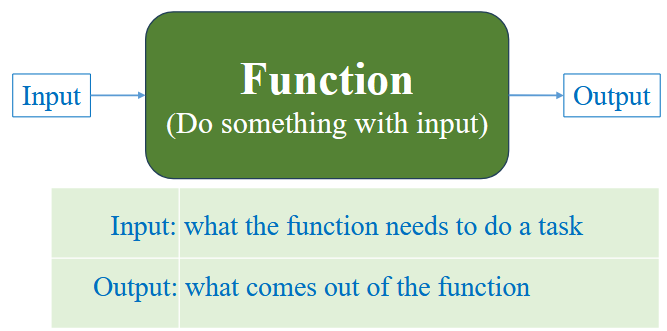 Input
Function
(Do something with input)
Output
Input: what the function needs to do a task
Output: what comes out of the function